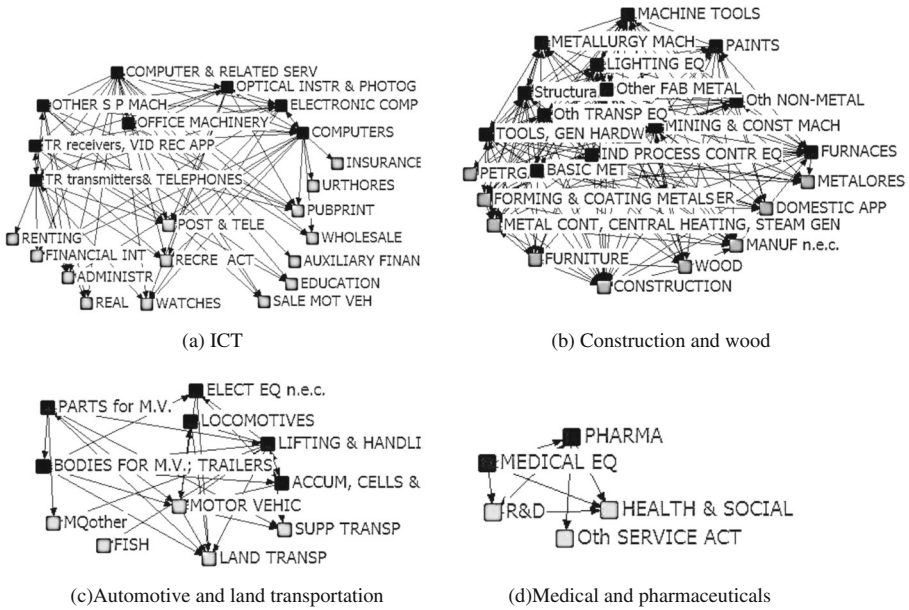 COMPUTER & RELATED SERV
OPTICAL INSTR & PHOTOG
OTHER S P MACH
ELECTRONIC COMP
OFFICE MACHINERY
COMPUTERS
TR receivers, VID REC APP
INSURANCE
TR transmitters& TELEPHONES
URTHORES
PUBPRINT
POST & TELE
RENTING
WHOLESALE
FINANCIAL INT
RECRE ACT
AUXILIARY FINAN
ADMINISTR
EDUCATION
REAL
WATCHES
SALE MOT VEH
(a) ICT
MACHINE TOOLS
METALLURGY MACH
PAINTS
LIGHTING EQ
Structura
Other FAB METAL
Oth NON-METAL
Oth TRANSP EQ
MINING & CONST MACH
TOOLS, GEN HARDW
IND PROCESS CONTR EQ
FURNACES
PETRG
BASIC MET
METALORES
FORMING & COATING METALS
ER
DOMESTIC APP
METAL CONT, CENTRAL HEATING, STEAM GEN
MANUF n.e.c.
FURNITURE
WOOD
CONSTRUCTION
(b) Construction and wood
ELECT EQ n.e.c.
PARTS for M.V.
LOCOMOTIVES
LIFTING & HANDLI
BODIES FOR M.V.; TRAILERS
ACCUM, CELLS &
MOTOR VEHIC
MQother
SUPP TRANSP
FISH
LAND TRANSP
(c)Automotive and land transportation
PHARMA
MEDICAL EQ
R&D
HEALTH & SOCIAL
Oth SERVICE ACT
(d)Medical and pharmaceuticals